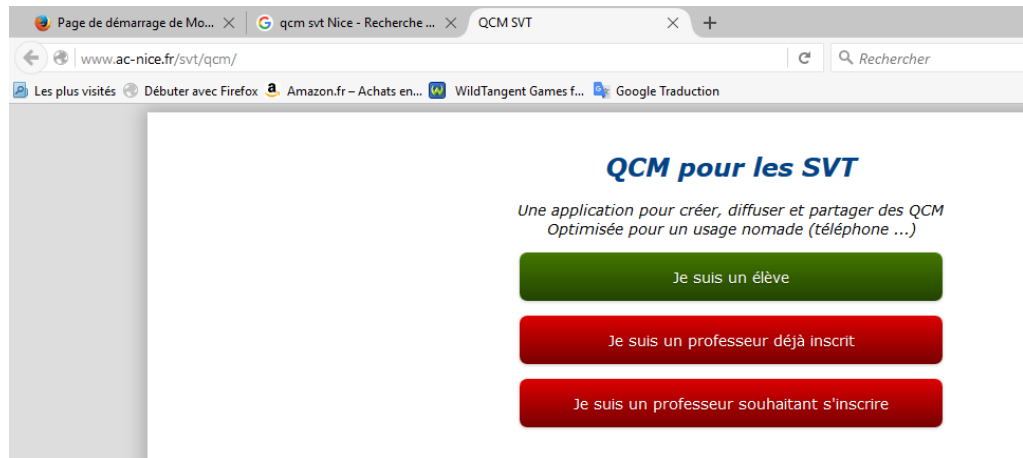 Page de démarrage de Mo... qcm svt Nice - Recherche ... QCM SVT
www.ac-nice.fr/svt/qcm/ Rechercher
Les plus visités Débuter avec Firefox Amazon.fr – Achats en... WildTangent Games f... Google Traduction
QCM pour les SVT
Une application pour créer, diffuser et partager des QCM
Optimisée pour un usage nomade (téléphone ...)
Je suis un élève
Je suis un professeur déjà inscrit
Je suis un professeur souhaitant s'inscrire